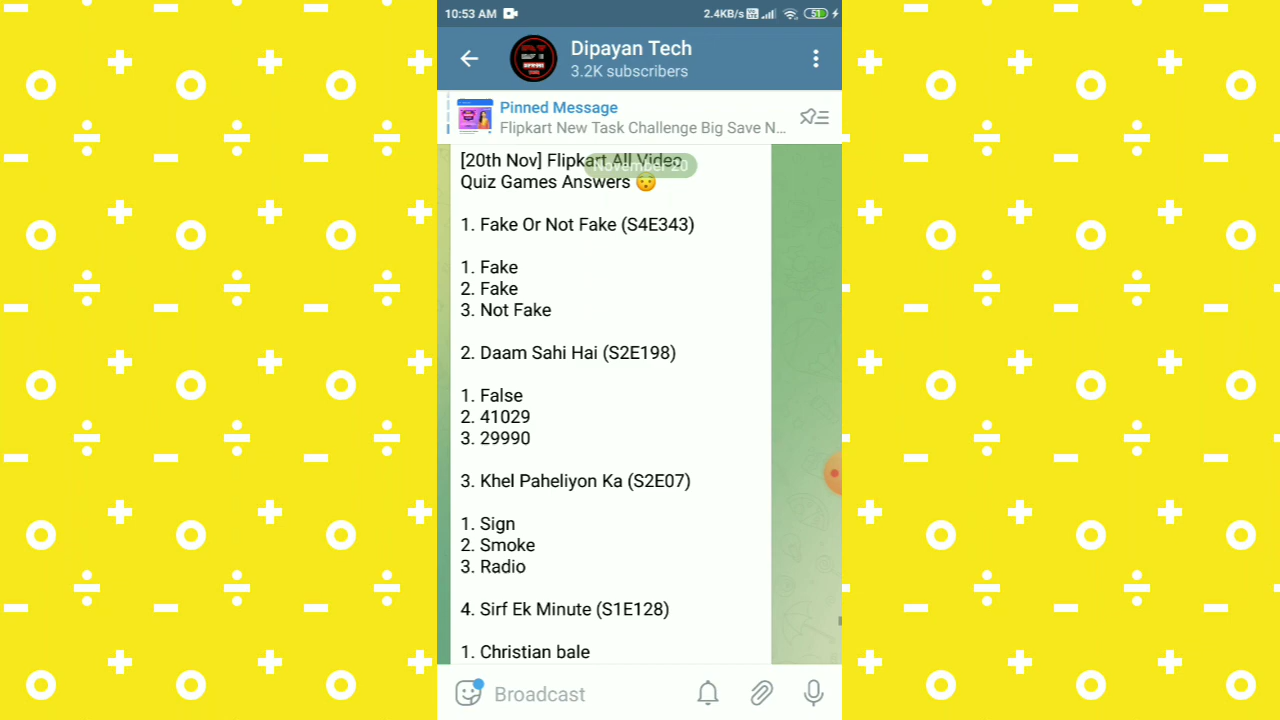 10:53 AM
2.4KB/s
51
Dipayan Tech
3.2K subscribers
Pinned Message
Flipkart New Task Challenge Big Save N...
November 20
[20th Nov] Flipkart All Video
Quiz Games Answers 😯
1. Fake Or Not Fake (S4E343)
1. Fake
2. Fake
3. Not Fake
2. Daam Sahi Hai (S2E198)
1. False
2. 41029
3. 29990
3. Khel Paheliyon Ka (S2E07)
1. Sign
2. Smoke
3. Radio
4. Sirf Ek Minute (S1E128)
1. Christian bale
Broadcast